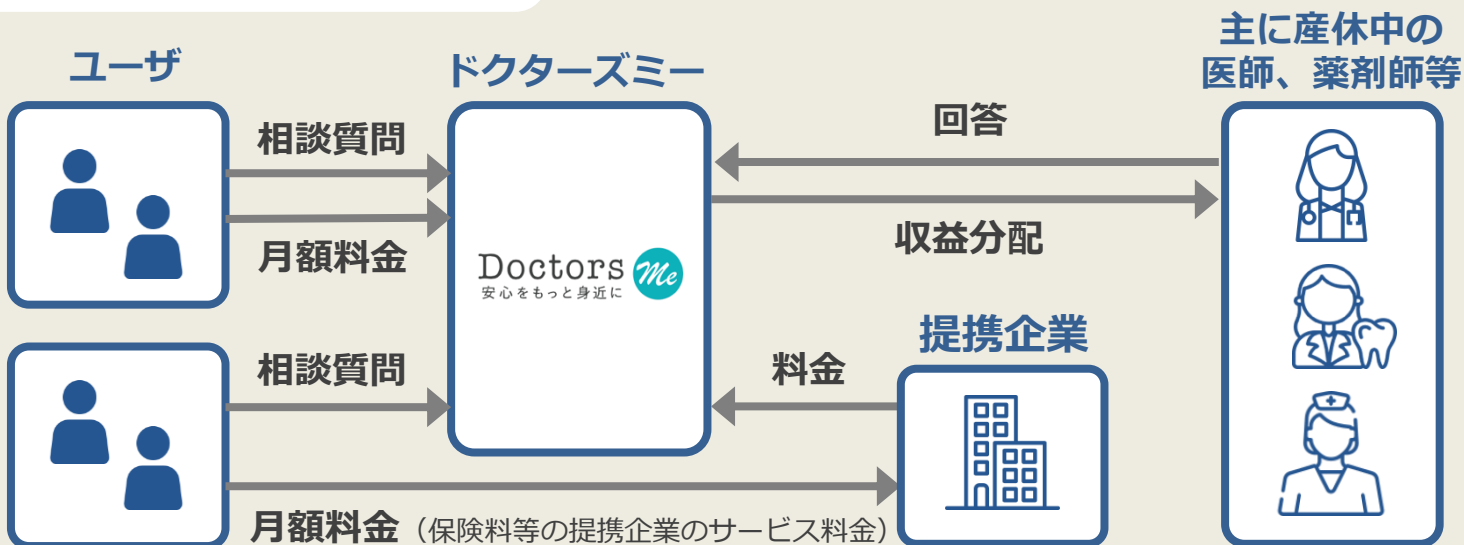 ユーザ
ドクターズミー
主に産休中の
医師、薬剤師等
相談質問
月額料金
回答
収益分配
Doctors Me
安心をもっと身近に
提携企業
相談質問
料金
月額料金（保険料等の提携企業のサービス料金）